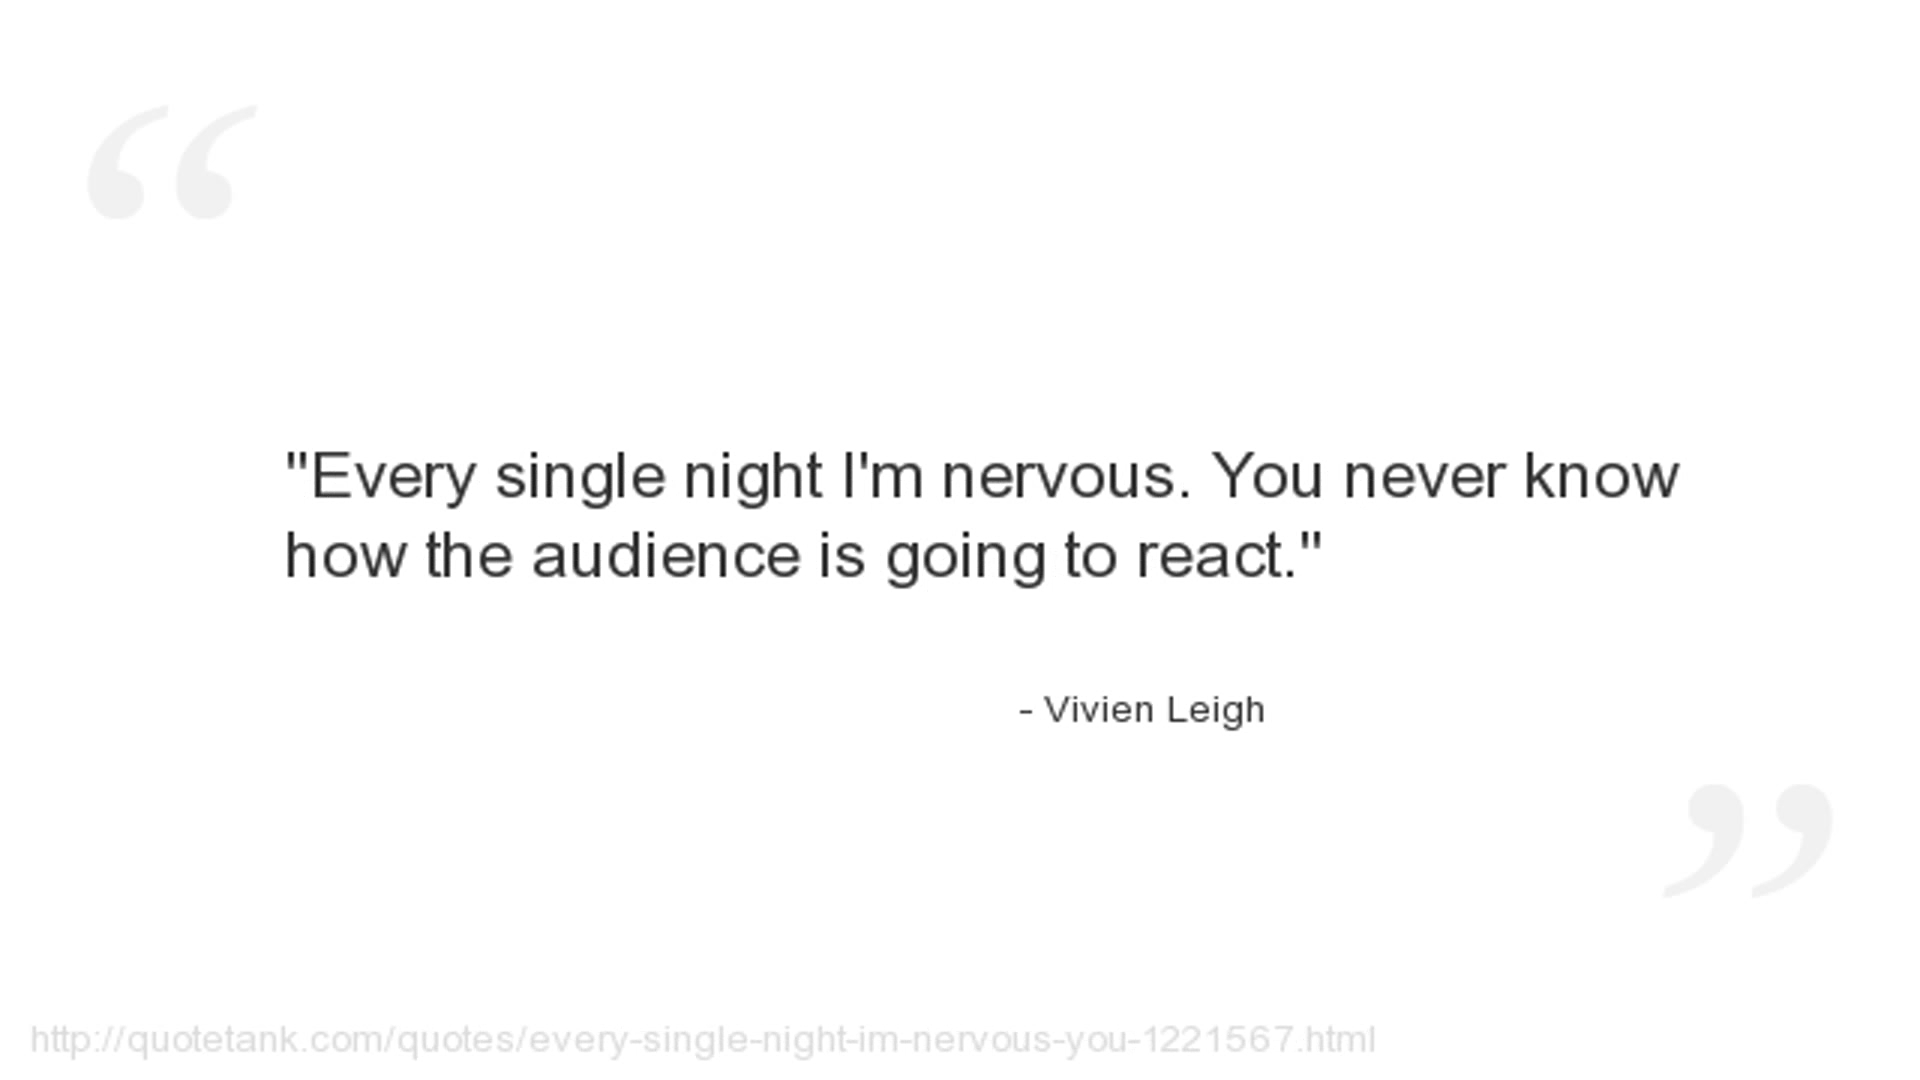 "Every single night I'm nervous. You never know
how the audience is going to react."
- Vivien Leigh
http://quotetank.com/quotes/every-single-night-im-nervous-you-1221567.html